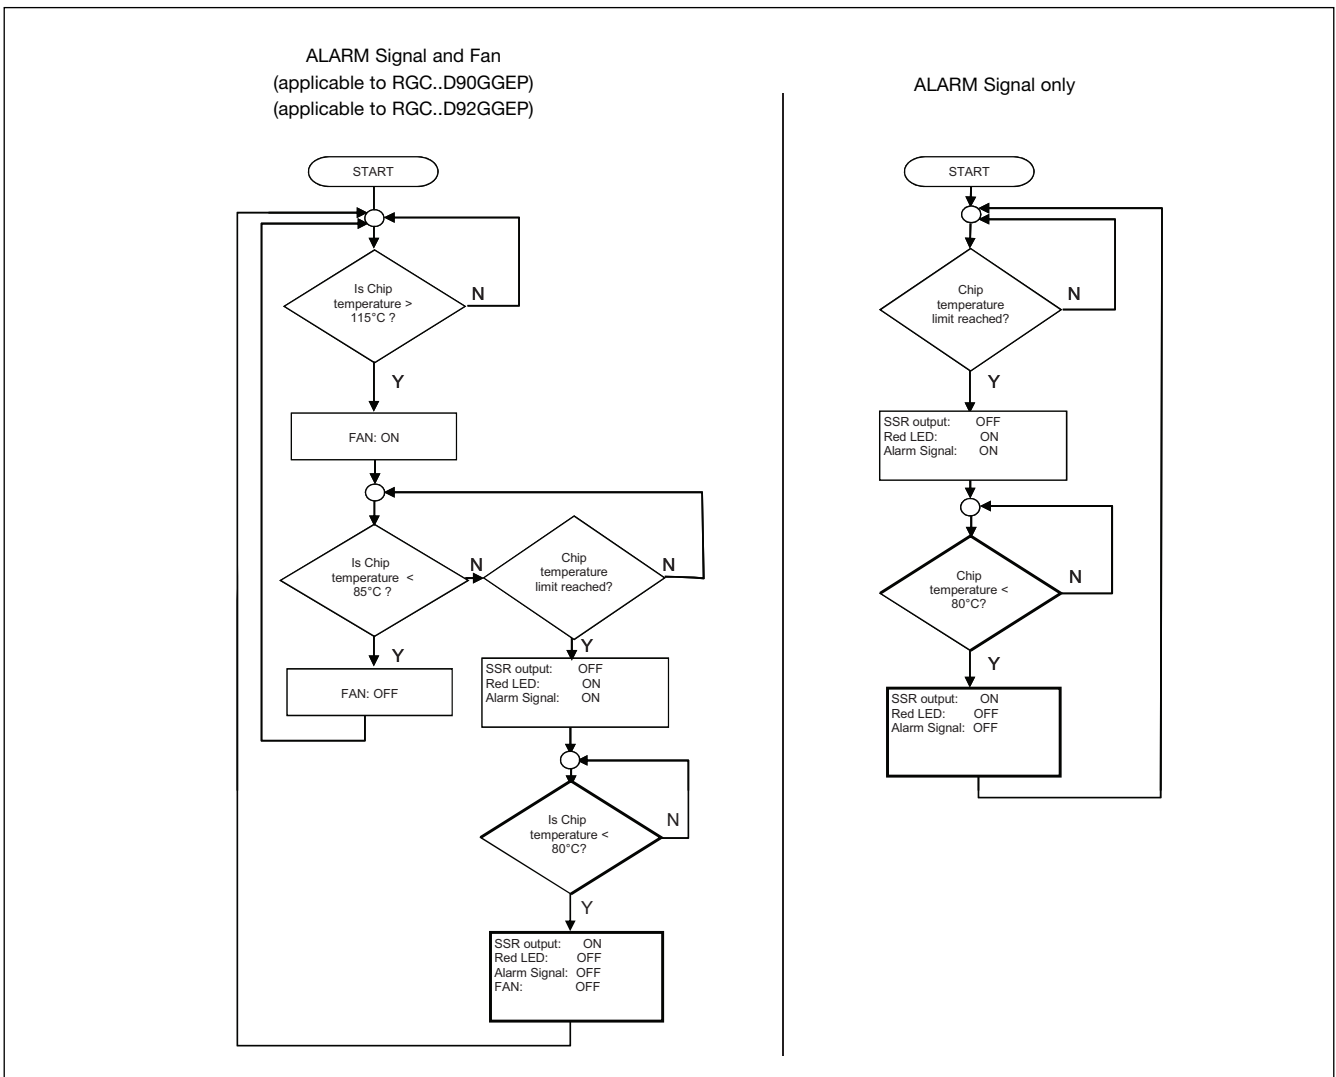 ALARM Signal and Fan
(applicable to RGC..D90GGEP)
(applicable to RGC..D92GGEP)
START
Is Chip
temperature >
115°C ?
N
Y
FAN: ON
Is Chip
temperature <
85°C ?
N
Y
FAN: OFF
Chip
temperature
limit reached?
N
Y
SSR output: OFF
Red LED: ON
Alarm Signal: ON
Is Chip
temperature <
80°C?
N
Y
SSR output: ON
Red LED: OFF
Alarm Signal: OFF
FAN: OFF
ALARM Signal only
START
Chip
temperature
limit reached?
N
Y
SSR output: OFF
Red LED: ON
Alarm Signal: ON
Chip
temperature <
80°C?
N
Y
SSR output: ON
Red LED: OFF
Alarm Signal: OFF